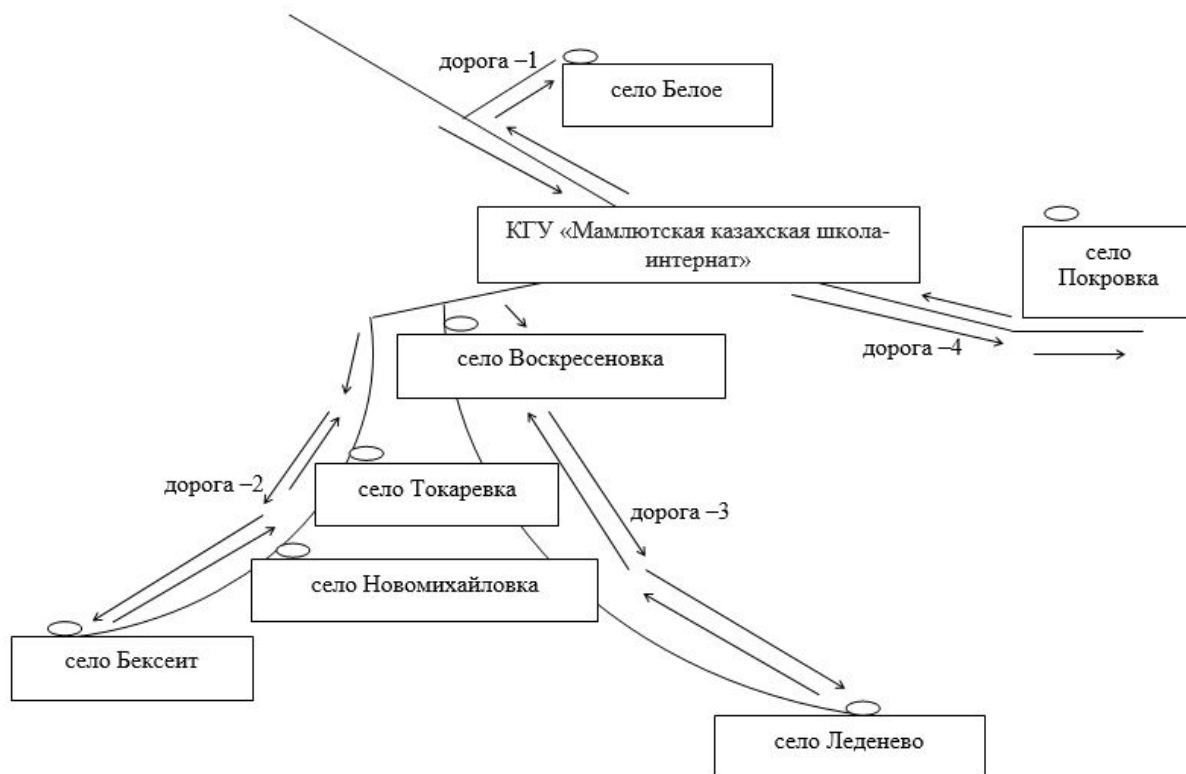 дорога –1
село Белое
КГУ «Мамлютская казахская школа-
интернат»
село
Покровка
дорога –4
село Воскресеновка
дорога –2
село Токаревка
дорога –3
село Новомихайловка
село Бексеит
село Леденево